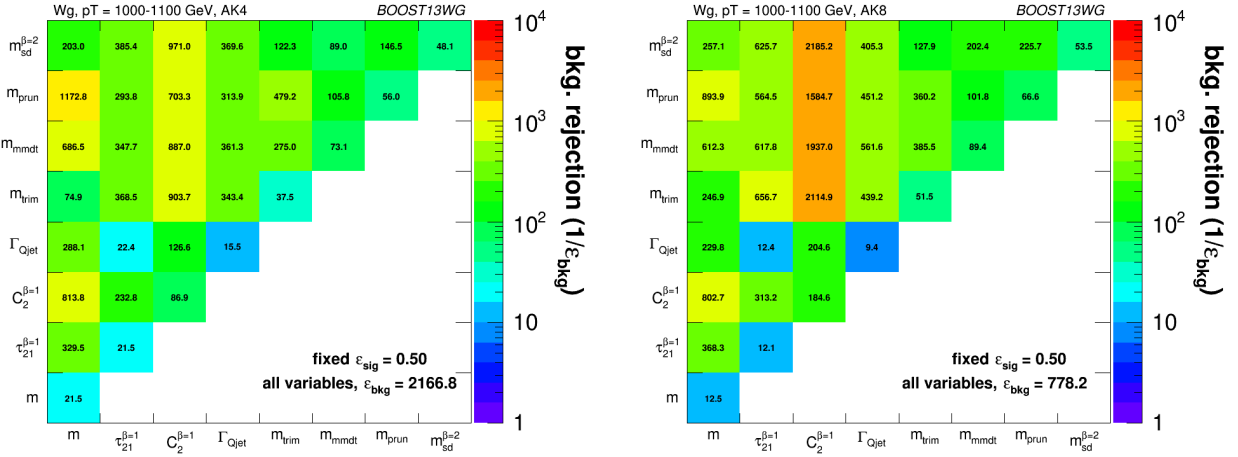 Wg, pT = 1000-1100 GeV, AK4 BOOST13WG
m_sd^β=2 203.0 385.4 971.0 369.6 122.3 89.0 146.5 48.1
m_prun 1172.8 293.8 703.3 313.9 479.2 105.8 56.0
m_mmdt 686.5 347.7 887.0 361.3 275.0 73.1
m_trim 74.9 368.5 903.7 343.4 37.5
Γ_Qjet 288.1 22.4 126.6 15.5
C_2^β=1 813.8 232.8 86.9
τ_21^β=1 329.5 21.5
m 21.5
fixed ε_sig = 0.50
all variables, ε_bkg = 2166.8
m τ_21^β=1 C_2^β=1 Γ_Qjet m_trim m_mmdt m_prun m_sd^β=2
10^4
10^3
10^2
10
1
bkg. rejection (1/ε_bkg)
Wg, pT = 1000-1100 GeV, AK8 BOOST13WG
m_sd^β=2 257.1 625.7 2185.2 405.3 127.9 202.4 225.7 53.5
m_prun 893.9 564.5 1584.7 451.2 360.2 101.8 66.6
m_mmdt 612.3 617.8 1937.0 561.6 385.5 89.4
m_trim 246.9 656.7 2114.9 439.2 51.5
Γ_Qjet 229.8 12.4 204.6 9.4
C_2^β=1 802.7 313.2 184.6
τ_21^β=1 368.3 12.1
m 12.5
fixed ε_sig = 0.50
all variables, ε_bkg = 778.2
m τ_21^β=1 C_2^β=1 Γ_Qjet m_trim m_mmdt m_prun m_sd^β=2
10^4
10^3
10^2
10
1
bkg. rejection (1/ε_bkg)